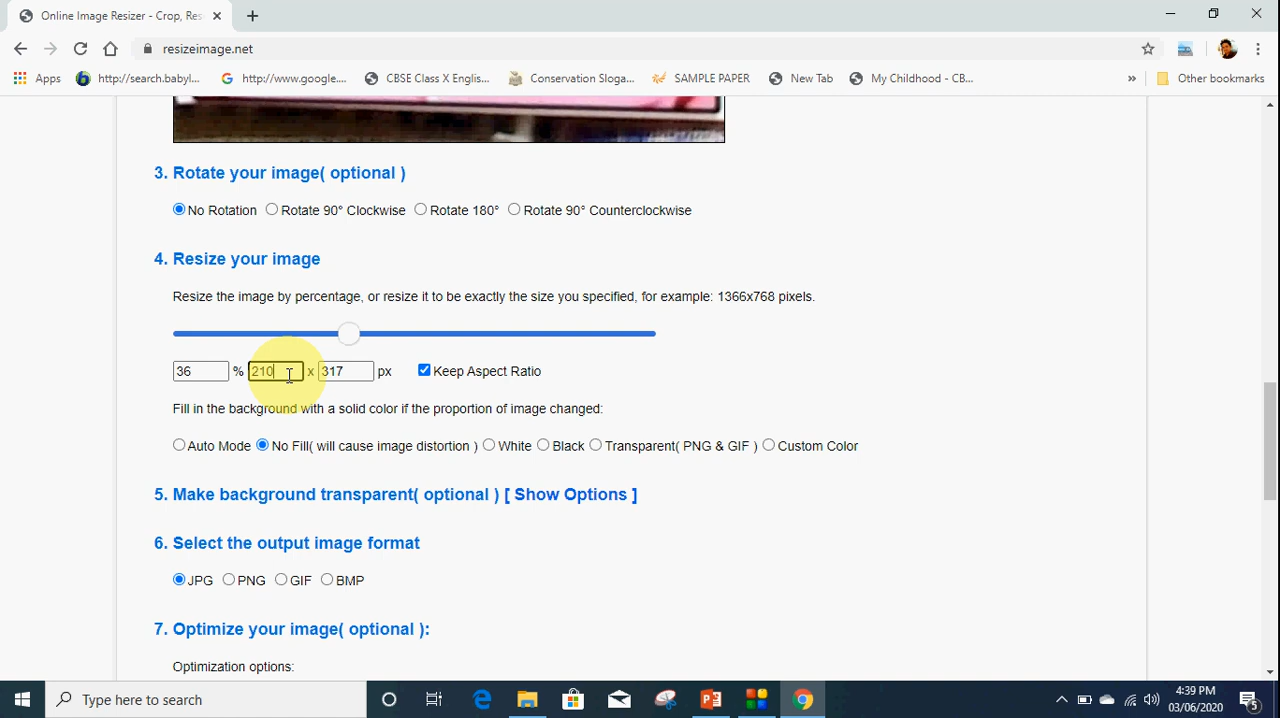 Online Image Resizer - Crop, Res
resizeimage.net
Apps http://search.babyl... http://www.google.... CBSE Class X Englis... Conservation Sloga... SAMPLE PAPER New Tab My Childhood - CB... » Other bookmarks
3. Rotate your image( optional )
No Rotation Rotate 90° Clockwise Rotate 180° Rotate 90° Counterclockwise
4. Resize your image
Resize the image by percentage, or resize it to be exactly the size you specified, for example: 1366x768 pixels.
36 % 210 x 317 px Keep Aspect Ratio
Fill in the background with a solid color if the proportion of image changed:
Auto Mode No Fill( will cause image distortion ) White Black Transparent( PNG & GIF ) Custom Color
5. Make background transparent( optional ) [ Show Options ]
6. Select the output image format
JPG PNG GIF BMP
7. Optimize your image( optional ):
Optimization options:
Type here to search
4:39 PM
03/06/2020
5